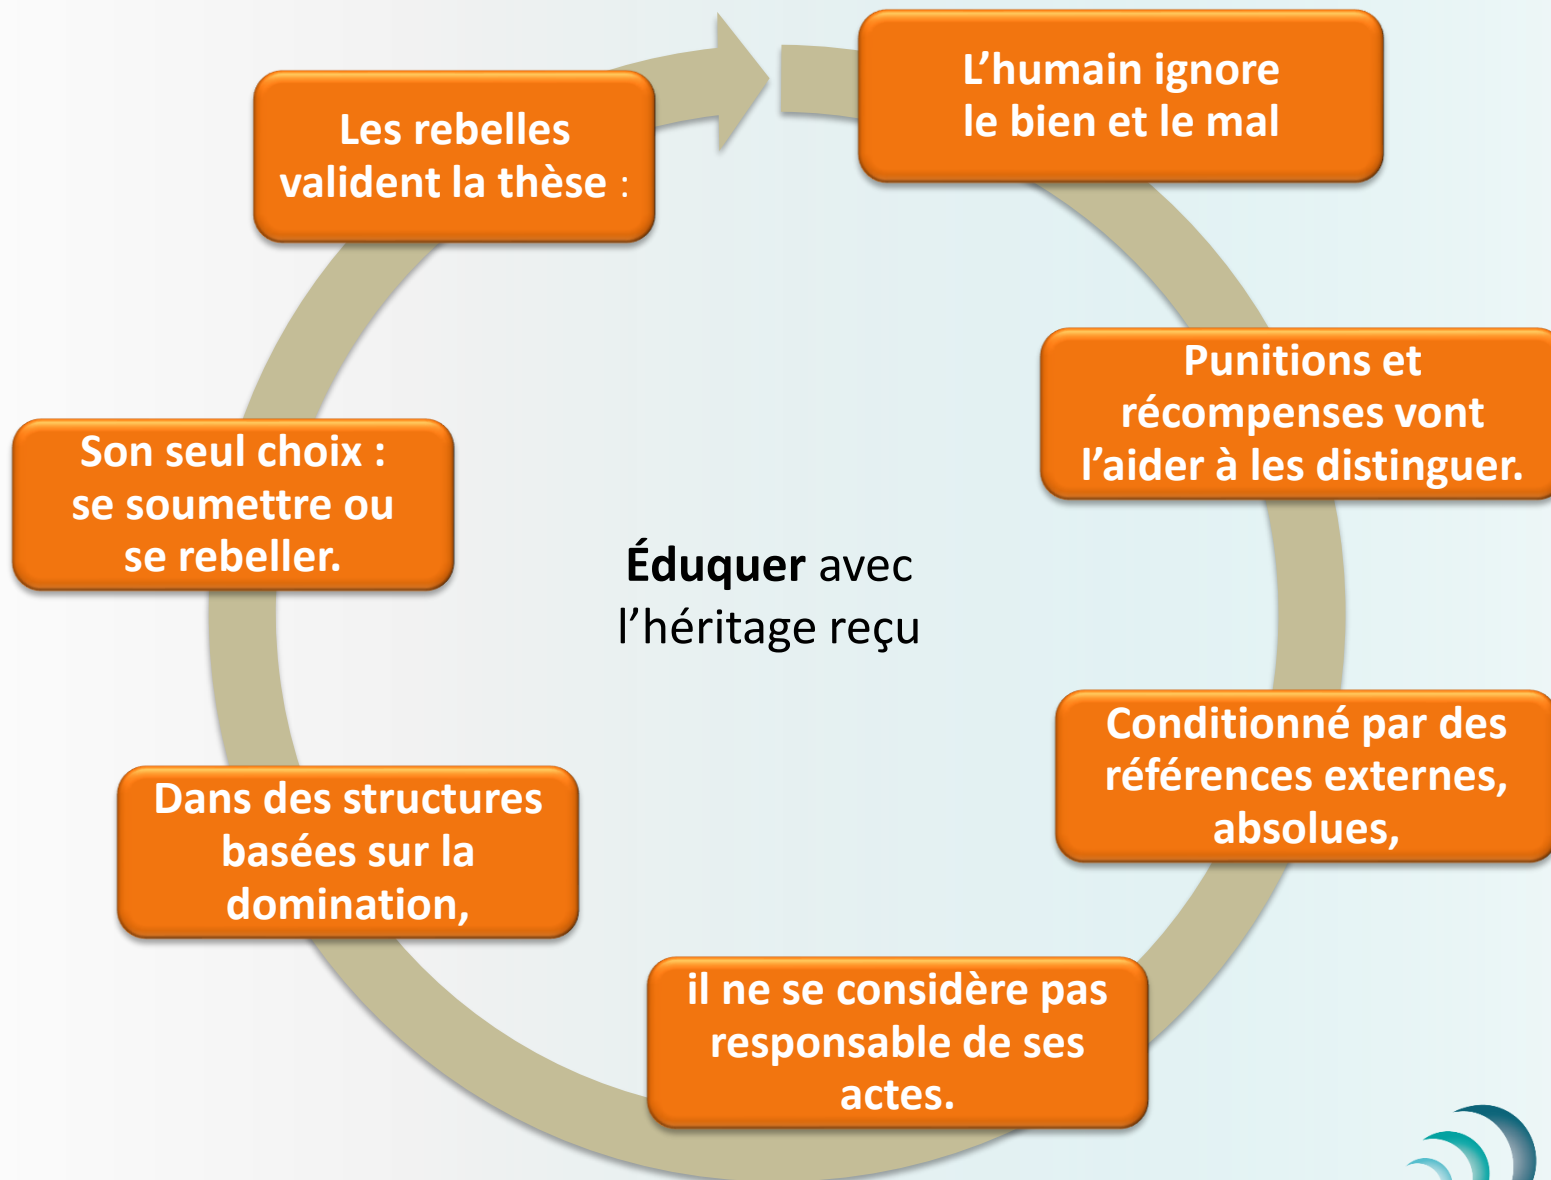 L’humain ignore
le bien et le mal
Punitions et
récompenses vont
l’aider à les distinguer.
Conditionné par des
références externes,
absolues,
il ne se considère pas
responsable de ses
actes.
Dans des structures
basées sur la
domination,
Son seul choix :
se soumettre ou
se rebeller.
Les rebelles
valident la thèse :
Éduquer avec
l’héritage reçu